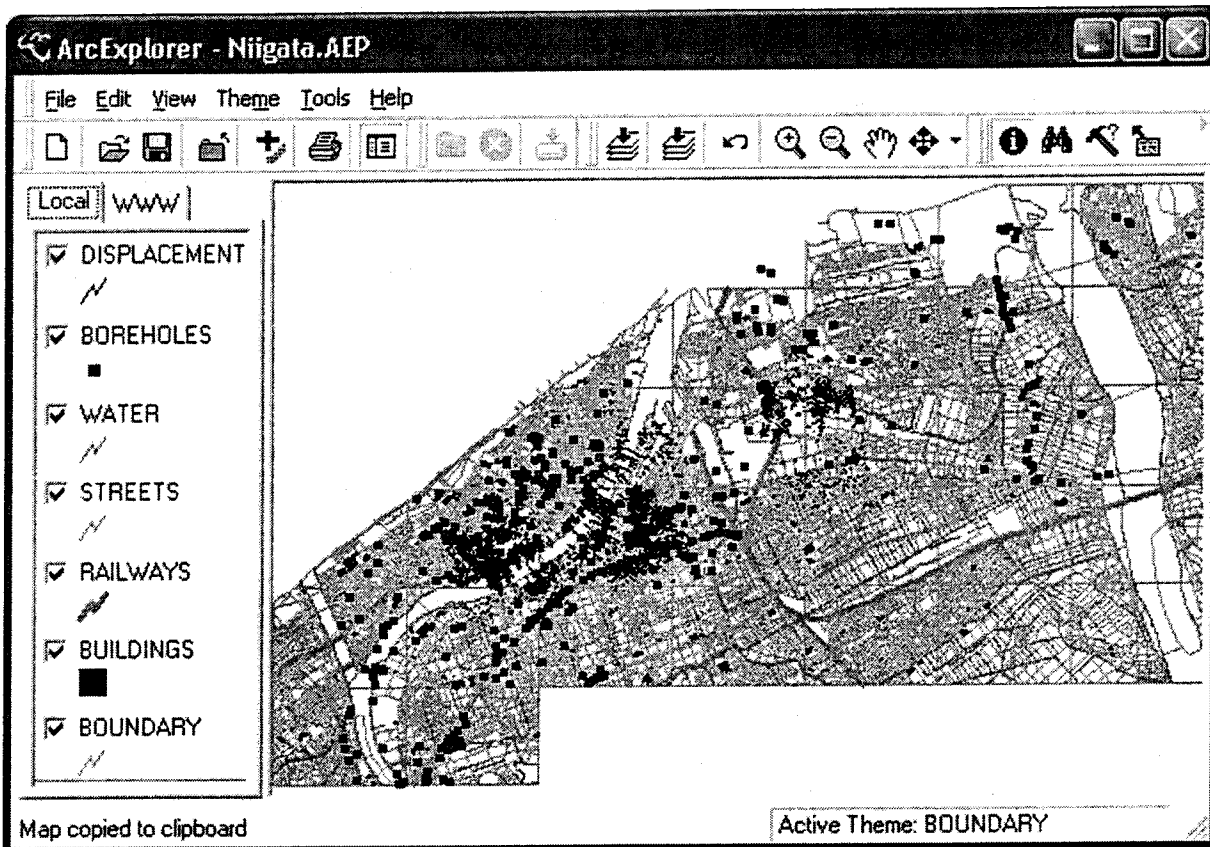 ArcExplorer - Niigata.AEP
File Edit View Theme Tools Help
Local WWW
DISPLACEMENT
BOREHOLES
WATER
STREETS
RAILWAYS
BUILDINGS
BOUNDARY
Map copied to clipboard
Active Theme: BOUNDARY